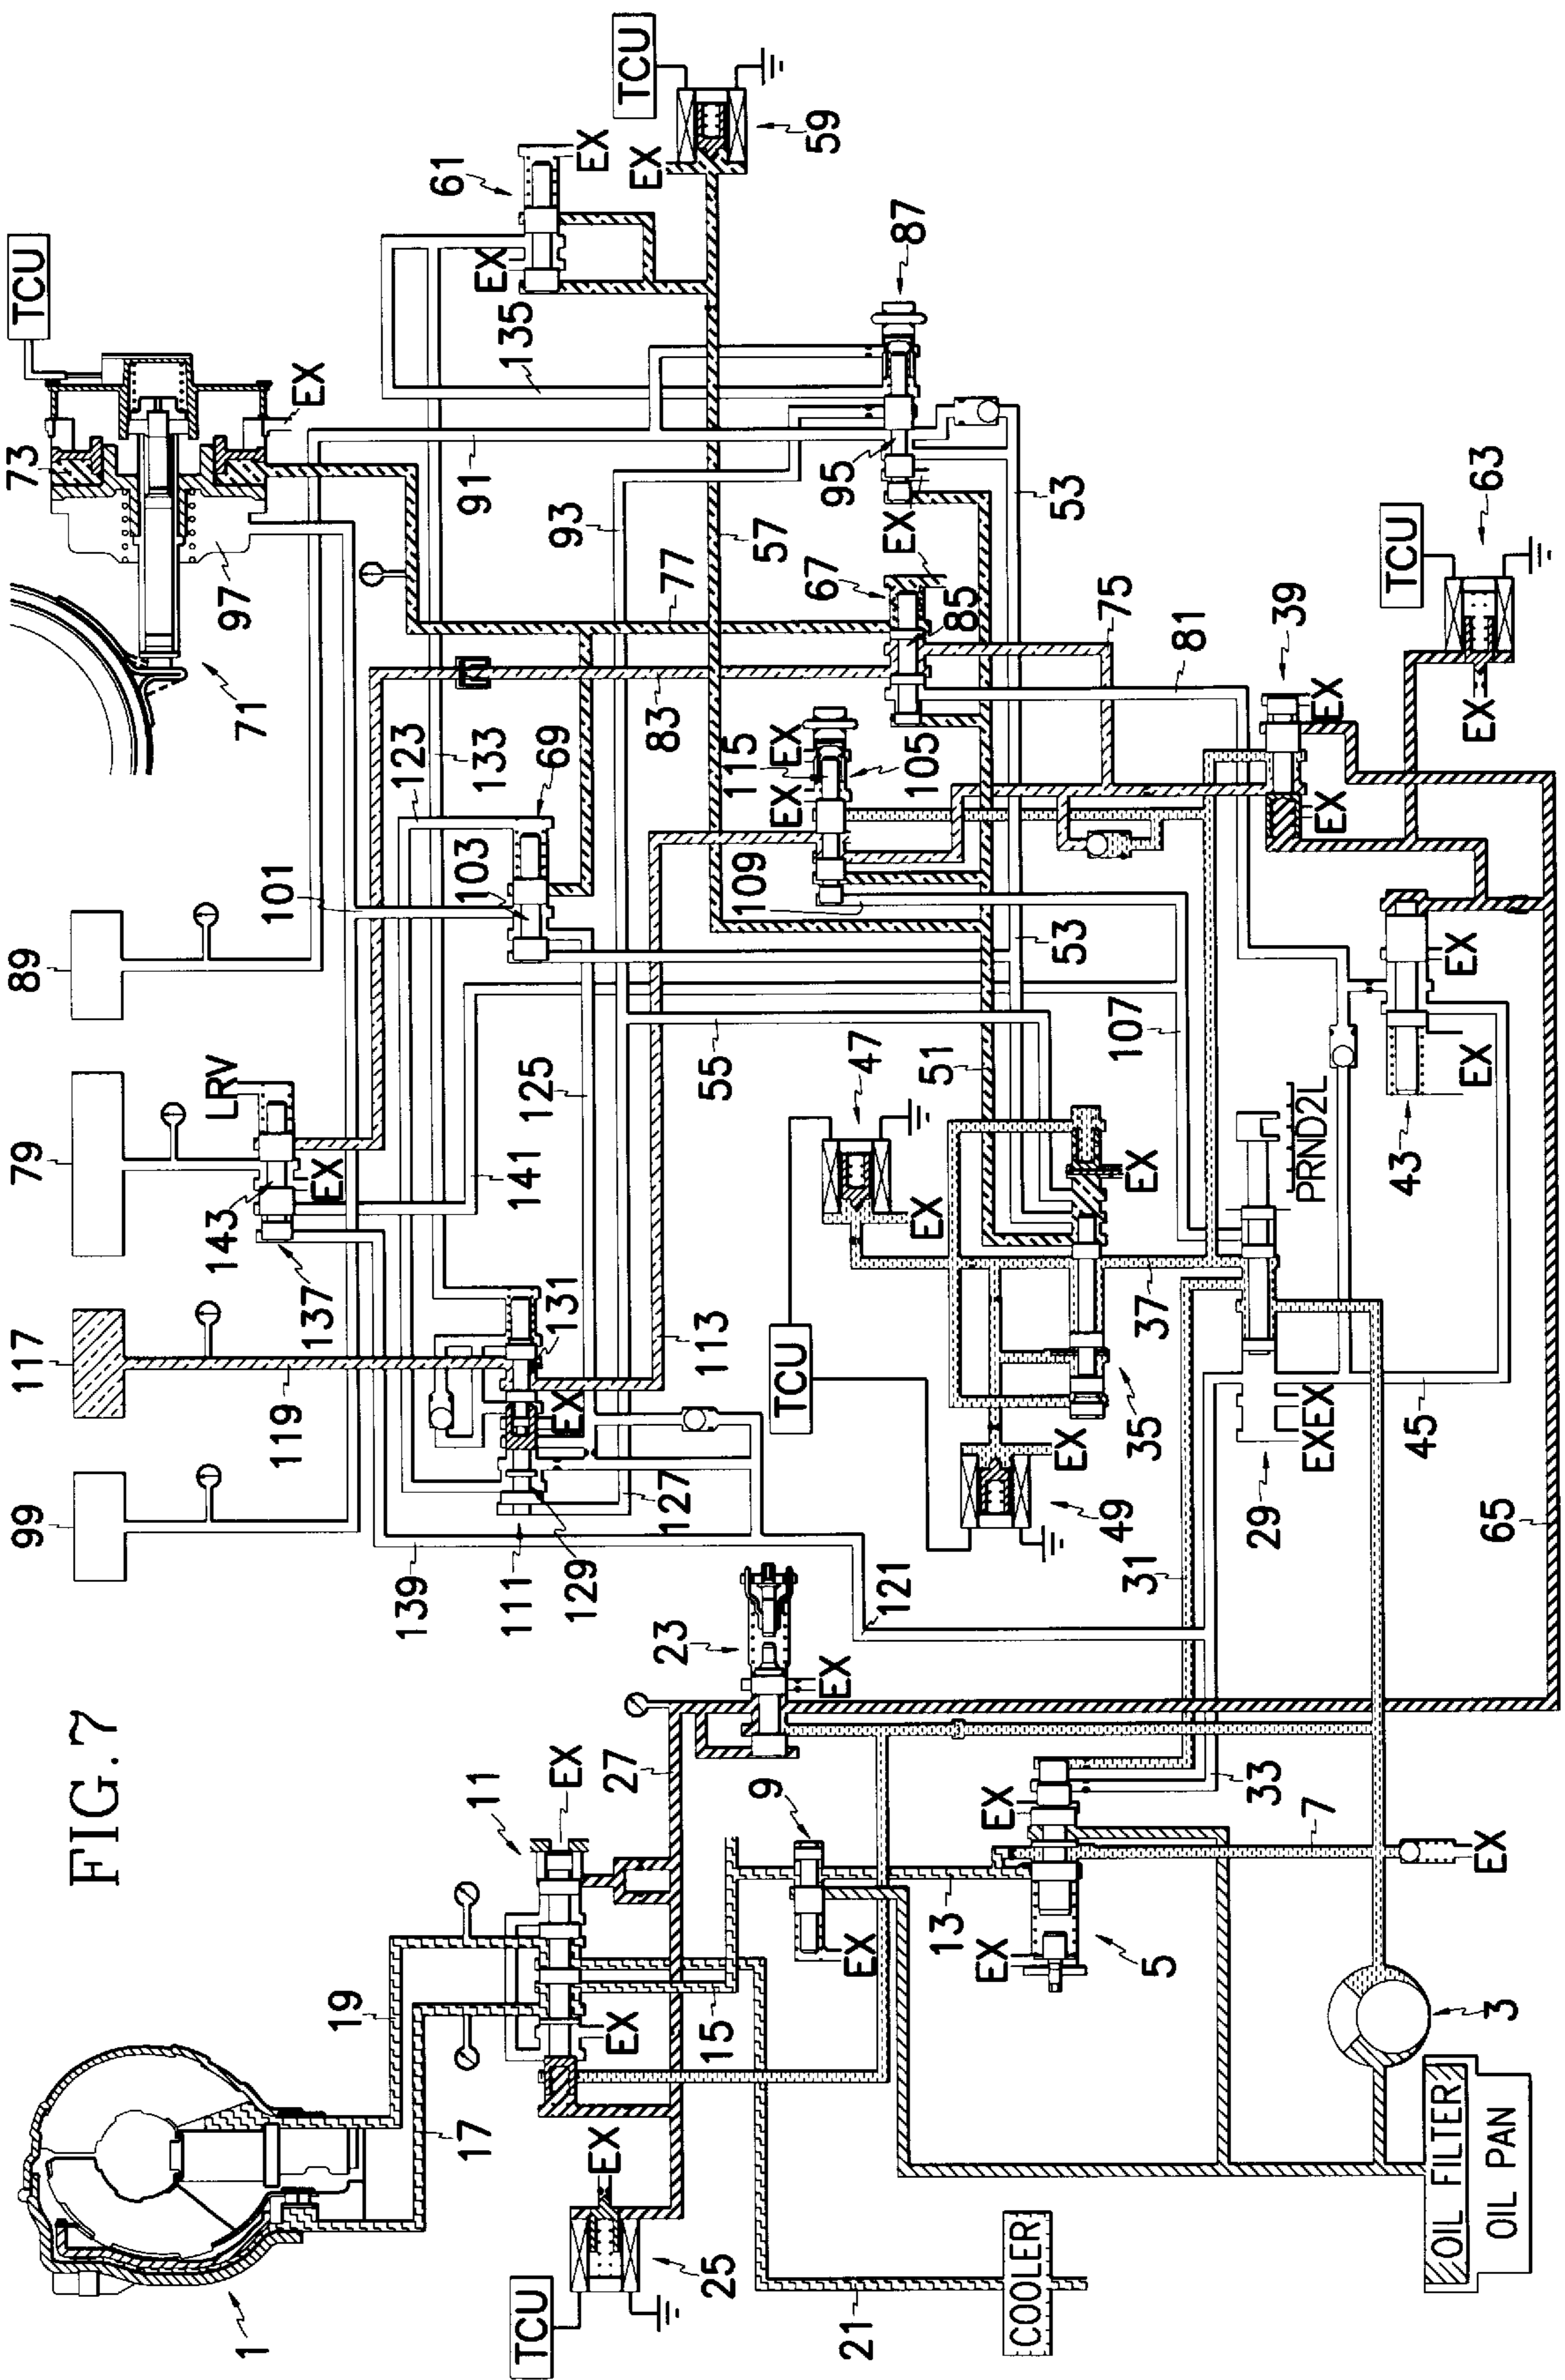 FIG.7
1
19
17
TCU
25
EX
EX
11
EX
15
27
21
COOLER
OIL FILTER
OIL PAN
3
9
EX
13
EX
EX
5
7
EX
33
23
EX
31
121
65
99
117
119
139
111
129
127
EX
131
113
137
143
EX
LRV
79
89
141
125
101
103
123
133
69
55
TCU
49
EX
47
EX
35
37
51
EX
29
EXEX
PRND2L
45
107
43
EX
EX
109
53
115
EX
EX
105
83
77
67
85
EX
57
93
91
95
87
53
75
81
39
EX
EX
63
TCU
EX
71
97
73
TCU
EX
135
61
EX
EX
TCU
EX
59